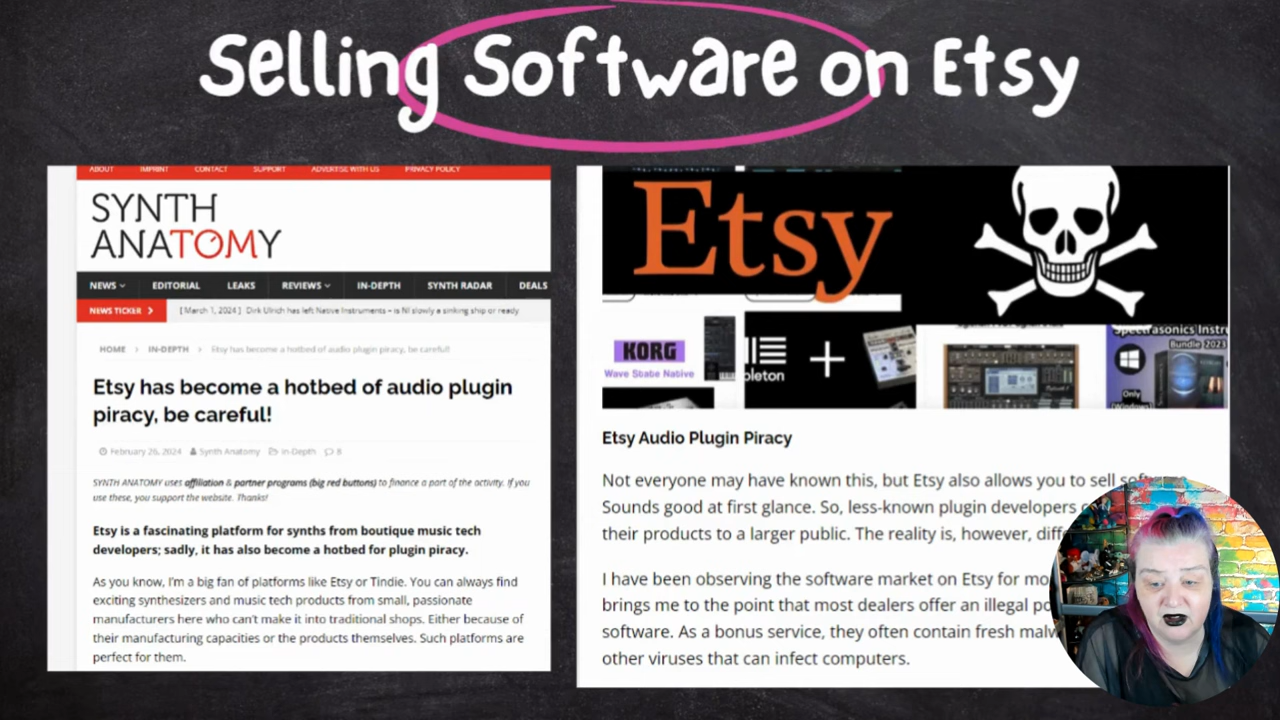 Selling Software on Etsy
ABOUT IMPRINT CONTACT SUPPORT ADVERTISE WITH US PRIVACY POLICY
SYNTH
ANATOMY
NEWS EDITORIAL LEAKS REVIEWS IN-DEPTH SYNTH RADAR DEALS
NEWS TICKER [ March 1, 2024 ] Dirk Ulrich has left Native Instruments – is NI slowly a sinking ship or ready
HOME > IN-DEPTH > Etsy has become a hotbed of audio plugin piracy, be careful!
Etsy has become a hotbed of audio plugin
piracy, be careful!
February 26, 2024 Synth Anatomy In-Depth 8
SYNTH ANATOMY uses affiliation & partner programs (big red buttons) to finance a part of the activity. If you
use these, you support the website. Thanks!
Etsy is a fascinating platform for synths from boutique music tech
developers; sadly, it has also become a hotbed for plugin piracy.
As you know, I'm a big fan of platforms like Etsy or Tindie. You can always find
exciting synthesizers and music tech products from small, passionate
manufacturers here who can't make it into traditional shops. Either because of
their manufacturing capacities or the products themselves. Such platforms are
perfect for them.
Etsy
KORG
Wave State Native
bleton
+
Spectrasonics Instru
Bundle 2023
Only
(Windows)
Etsy Audio Plugin Piracy
Not everyone may have known this, but Etsy also allows you to sell
Sounds good at first glance. So, less-known plugin developers
their products to a larger public. The reality is, however,
I have been observing the software market on Etsy for
brings me to the point that most dealers offer an illegal
software. As a bonus service, they often contain fresh
other viruses that can infect computers.